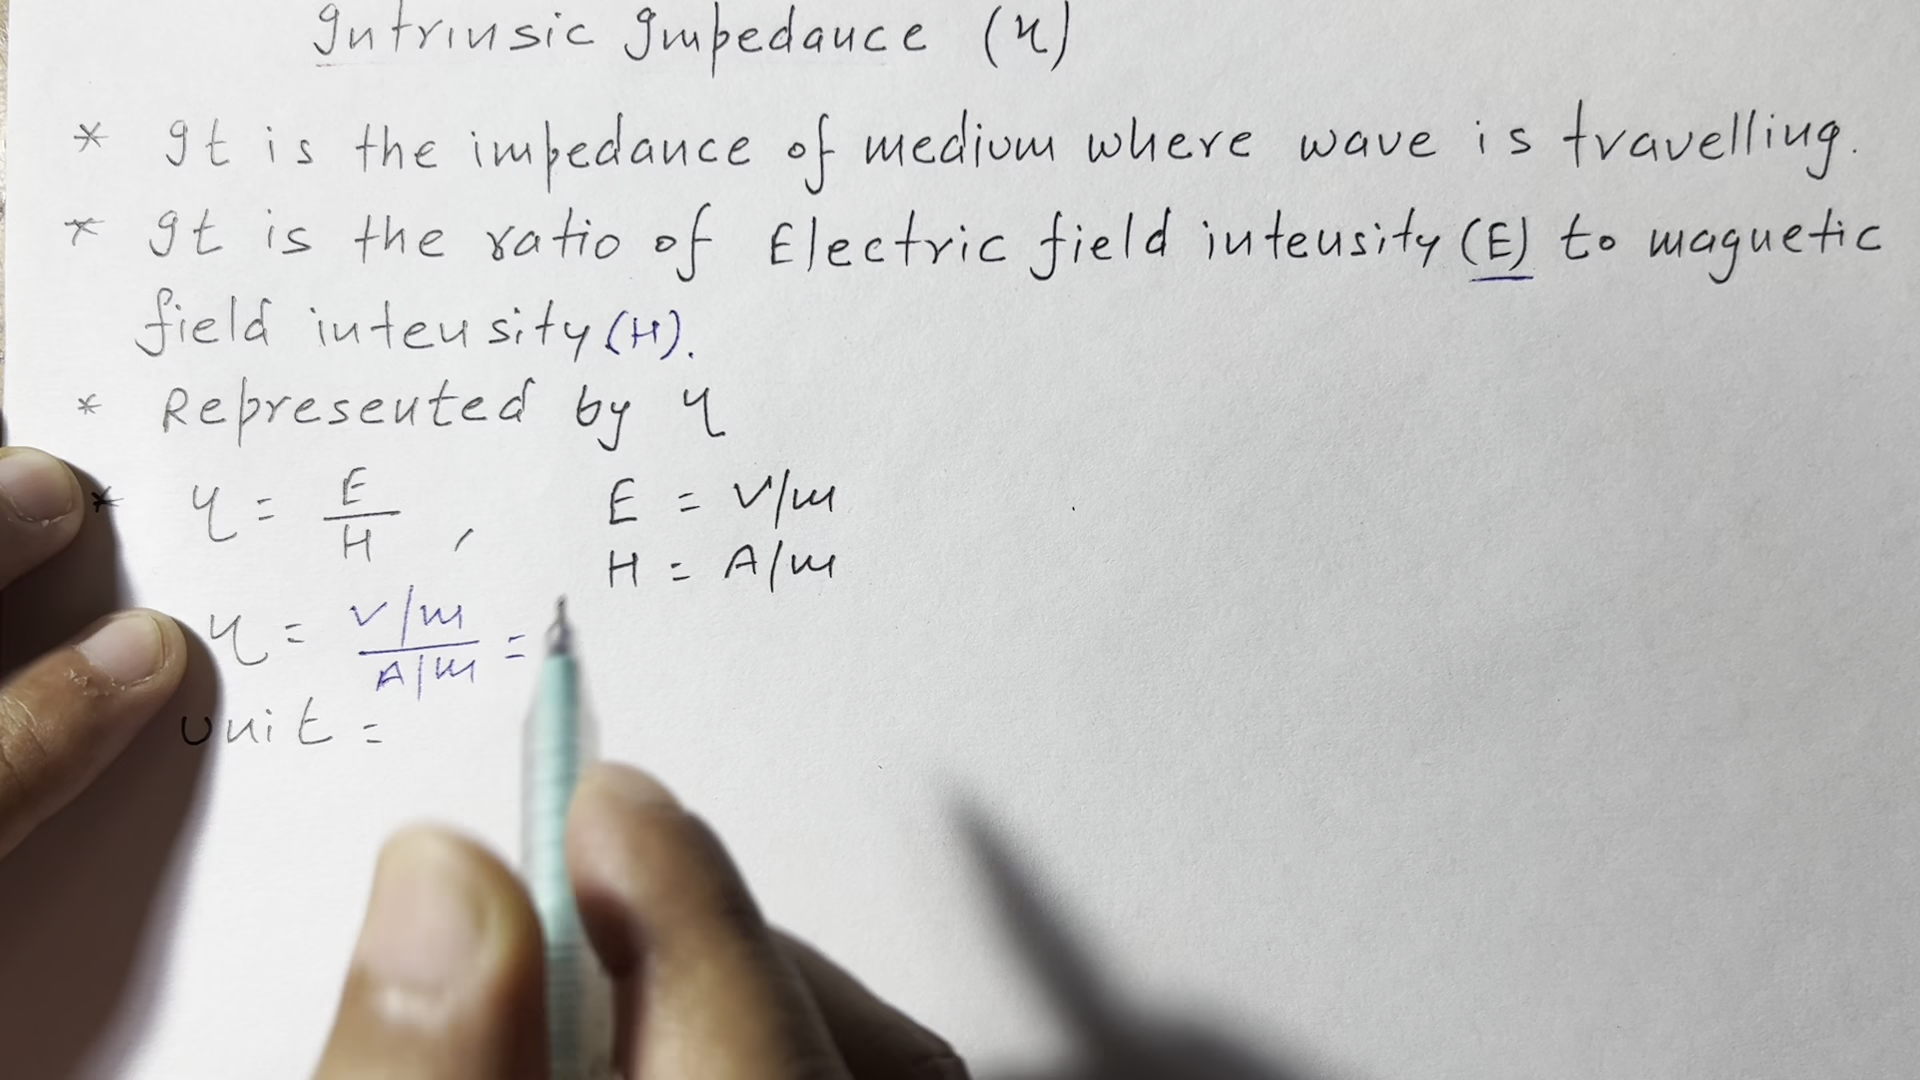 Intrinsic Impedance (η)
* It is the impedance of medium where wave is travelling.
* It is the ratio of Electric field intensity (E) to magnetic
field intensity (H).
* Represented by η
* η = E/H , E = V/m
H = A/m
η = V/m / A/m =
Unit =